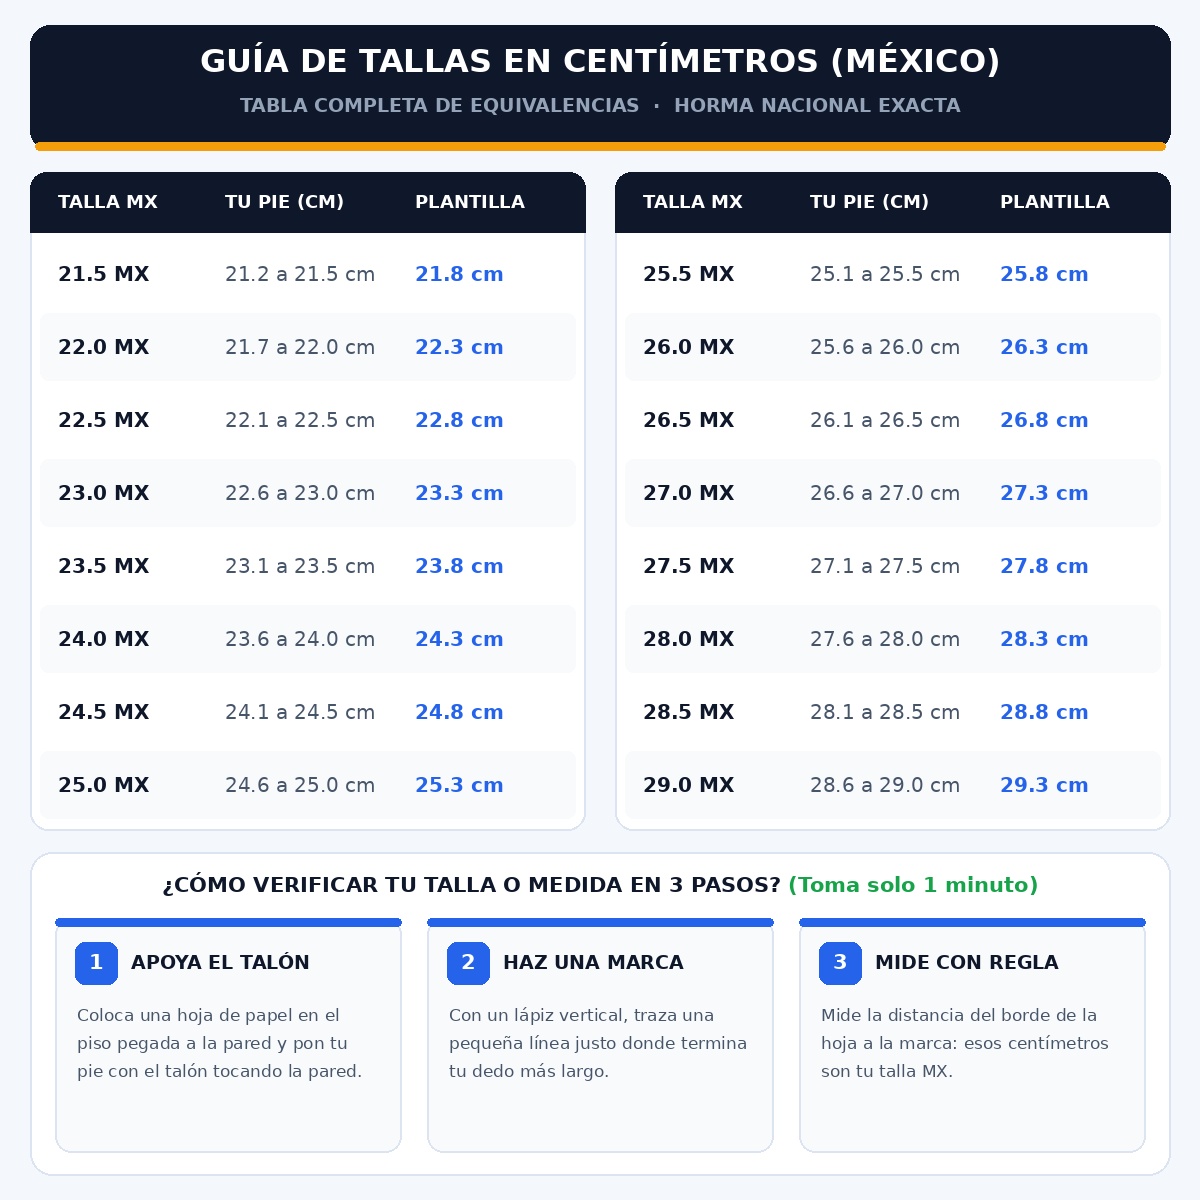 GUÍA DE TALLAS EN CENTÍMETROS (MÉXICO)
TABLA COMPLETA DE EQUIVALENCIAS · HORMA NACIONAL EXACTA
TALLA MX TU PIE (CM) PLANTILLA
21.5 MX 21.2 a 21.5 cm 21.8 cm
22.0 MX 21.7 a 22.0 cm 22.3 cm
22.5 MX 22.1 a 22.5 cm 22.8 cm
23.0 MX 22.6 a 23.0 cm 23.3 cm
23.5 MX 23.1 a 23.5 cm 23.8 cm
24.0 MX 23.6 a 24.0 cm 24.3 cm
24.5 MX 24.1 a 24.5 cm 24.8 cm
25.0 MX 24.6 a 25.0 cm 25.3 cm
TALLA MX TU PIE (CM) PLANTILLA
25.5 MX 25.1 a 25.5 cm 25.8 cm
26.0 MX 25.6 a 26.0 cm 26.3 cm
26.5 MX 26.1 a 26.5 cm 26.8 cm
27.0 MX 26.6 a 27.0 cm 27.3 cm
27.5 MX 27.1 a 27.5 cm 27.8 cm
28.0 MX 27.6 a 28.0 cm 28.3 cm
28.5 MX 28.1 a 28.5 cm 28.8 cm
29.0 MX 28.6 a 29.0 cm 29.3 cm
¿CÓMO VERIFICAR TU TALLA O MEDIDA EN 3 PASOS? (Toma solo 1 minuto)
1 APOYA EL TALÓN
Coloca una hoja de papel en el
piso pegada a la pared y pon tu
pie con el talón tocando la pared.
2 HAZ UNA MARCA
Con un lápiz vertical, traza una
pequeña línea justo donde termina
tu dedo más largo.
3 MIDE CON REGLA
Mide la distancia del borde de la
hoja a la marca: esos centímetros
son tu talla MX.